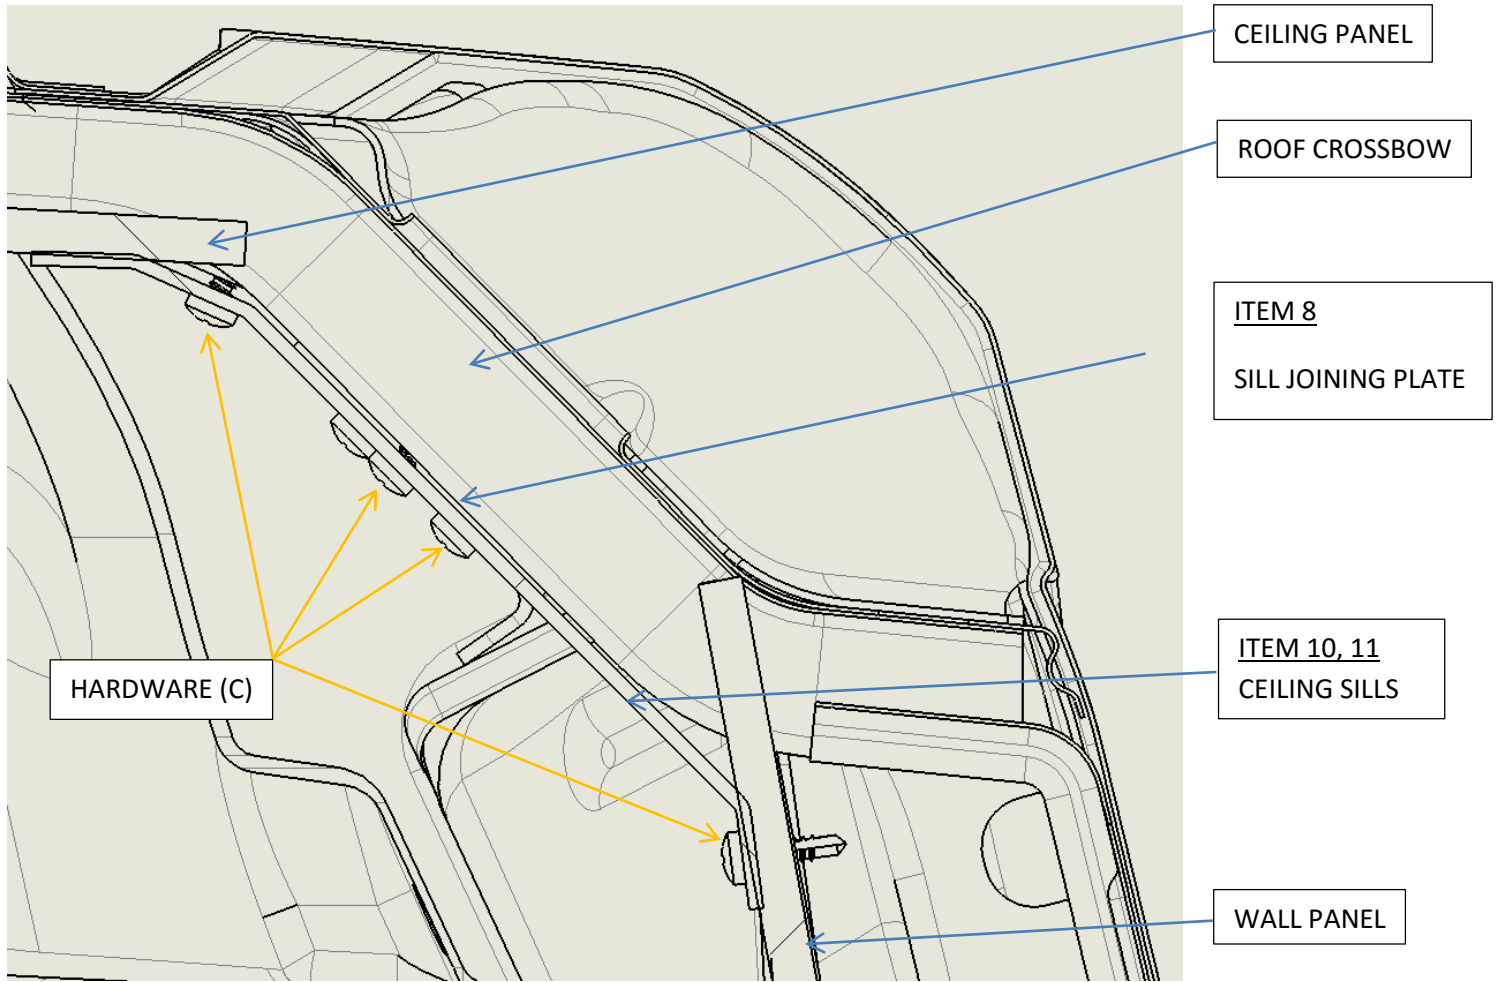 CEILING PANEL
ROOF CROSSBOW
ITEM 8
SILL JOINING PLATE
ITEM 10, 11
CEILING SILLS
HARDWARE (C)
WALL PANEL